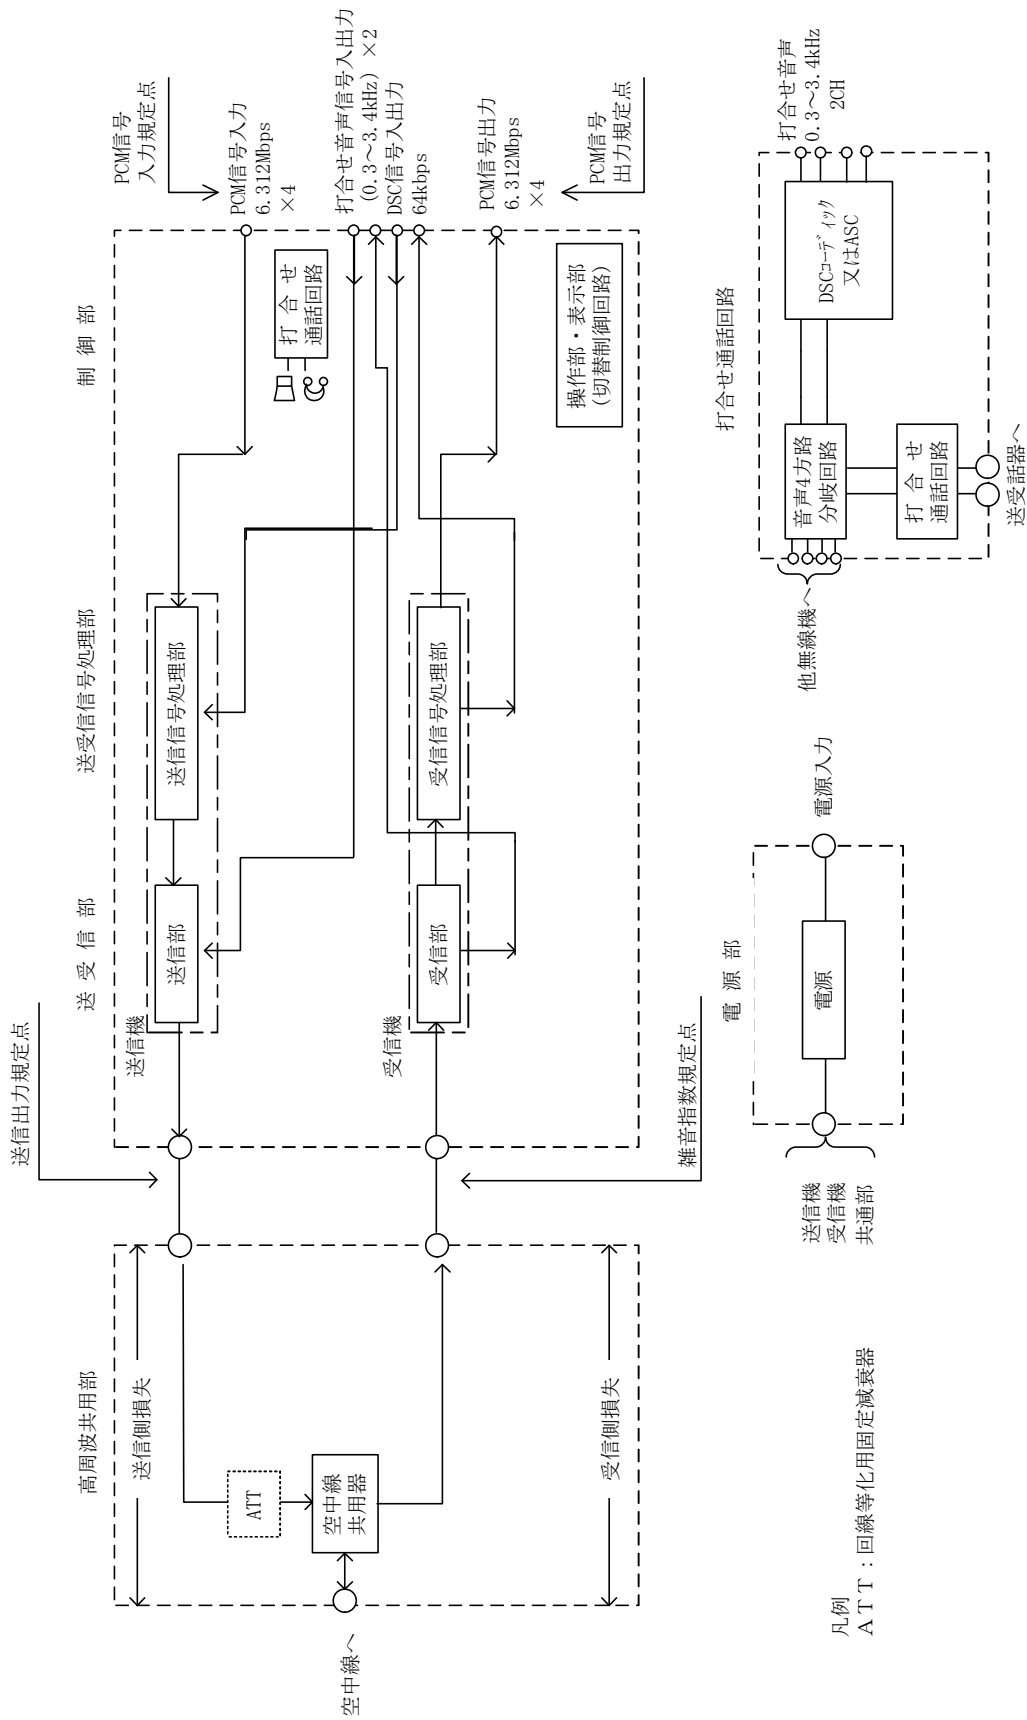 高周波共用部
送信側損失
ATT
空中線
共用器
空中線へ
受信側損失
送信出力規定点
雑音指数規定点
送受信部
送受信信号処理部
制御部
送信機
送信部
送信信号処理部
受信機
受信部
受信信号処理部
打合せ
通話回路
操作部・表示部
(切替制御回路)
PCM信号
入力規定点
PCM信号入力
6.312Mbps
×4
打合せ音声信号入出力
(0.3～3.4kHz) ×2
DSC信号入出力
64kbps
PCM信号出力
6.312Mbps
×4
PCM信号
出力規定点
凡例
ATT：回線等化用固定減衰器
電源部
送信機
受信機
共通部
電源
電源入力
打合せ通話回路
他無線機へ
音声4方路
分岐回路
打合せ
通話回路
送受話器へ
DSCコーディック
又はASC
打合せ音声
0.3～3.4kHz
2CH